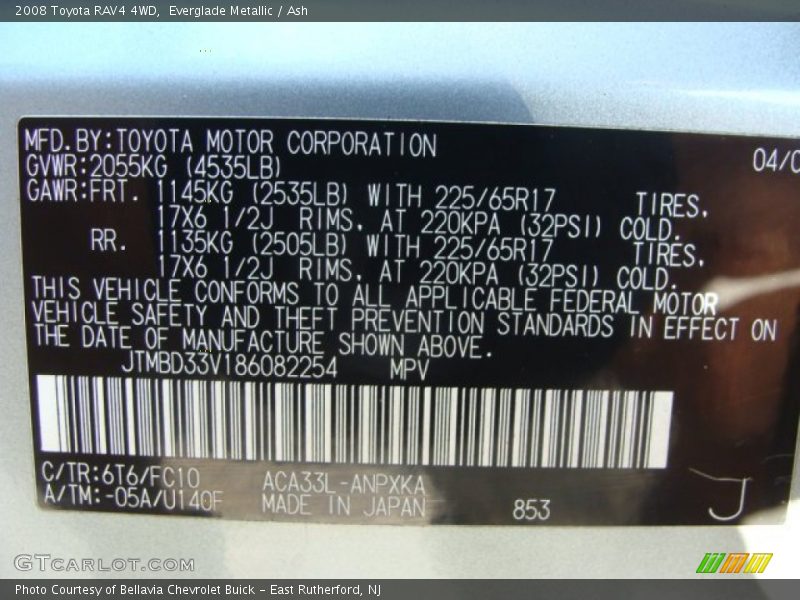 2008 Toyota RAV4 4WD,  Everglade Metallic / Ash
MFD.BY:TOYOTA MOTOR CORPORATION
GVWR:2055KG (4535LB)
GAWR:FRT. 1145KG (2535LB) WITH 225/65R17 TIRES.
17X6 1/2J RIMS. AT 220KPA (32PSI) COLD.
RR. 1135KG (2505LB) WITH 225/65R17 TIRES.
17X6 1/2J RIMS. AT 220KPA (32PSI) COLD.
THIS VEHICLE CONFORMS TO ALL APPLICABLE FEDERAL MOTOR
VEHICLE SAFETY AND THEFT PREVENTION STANDARDS IN EFFECT ON
THE DATE OF MANUFACTURE SHOWN ABOVE.
JTMBD33V186082254 MPV
C/TR:6T6/FC10 ACA33L-ANPXKA
A/TM:-05A/U140F MADE IN JAPAN 853
J
GTCARLOT.COM
Photo Courtesy of Bellavia Chevrolet Buick - East Rutherford, NJ